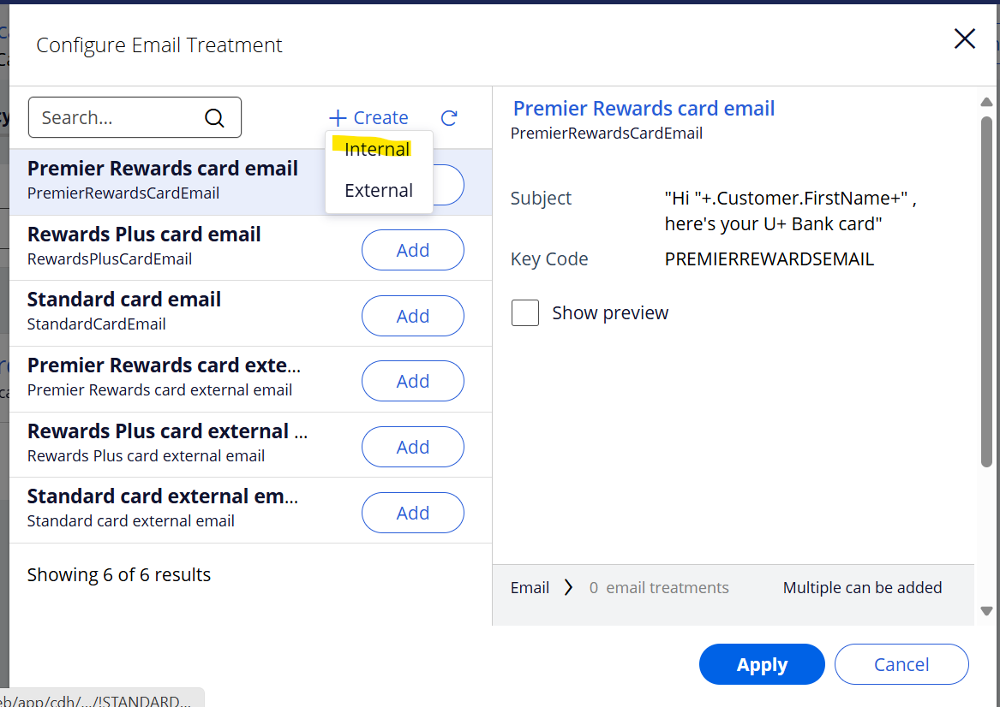 Configure Email Treatment
Search...
Create
Internal
External
Premier Rewards card email
PremierRewardsCardEmail
Rewards Plus card email
RewardsPlusCardEmail
Add
Standard card email
StandardCardEmail
Add
Premier Rewards card exte...
Premier Rewards card external email
Add
Rewards Plus card external ...
Rewards Plus card external email
Add
Standard card external em...
Standard card external email
Add
Showing 6 of 6 results
Premier Rewards card email
PremierRewardsCardEmail
Subject
"Hi "+.Customer.FirstName+" ,
here's your U+ Bank card"
Key Code
PREMIERREWARDSEMAIL
Show preview
Email
0 email treatments
Multiple can be added
Apply
Cancel
eb/app/cdh/.../!STANDARD...